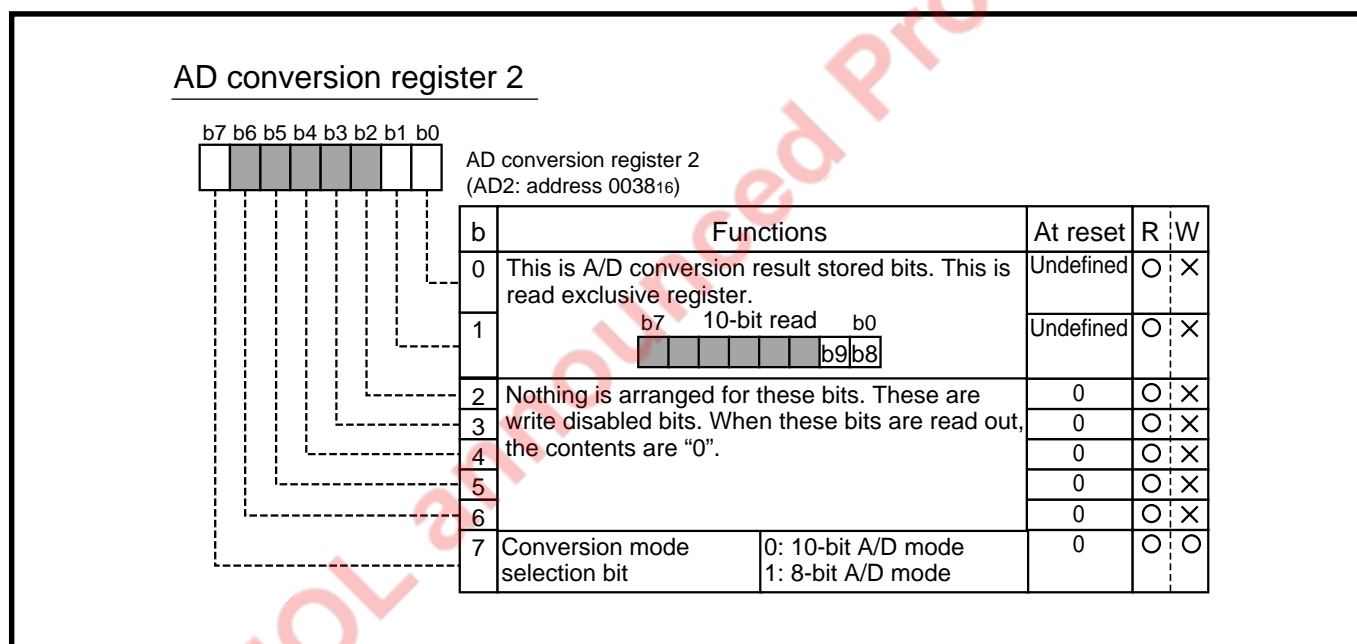 AD conversion register 2
b7 b6 b5 b4 b3 b2 b1 b0
AD conversion register 2
(AD2: address 003816)
b Functions At reset R W
0 This is A/D conversion result stored bits. This is Undefined O ×
read exclusive register.
b7 10-bit read b0
1 Undefined O ×
b9 b8
2 Nothing is arranged for these bits. These are 0 O ×
3 write disabled bits. When these bits are read out, 0 O ×
4 the contents are “0”. 0 O ×
5 0 O ×
6 0 O ×
7 Conversion mode 0: 10-bit A/D mode 0 O O
selection bit 1: 8-bit A/D mode
OL announced Pro